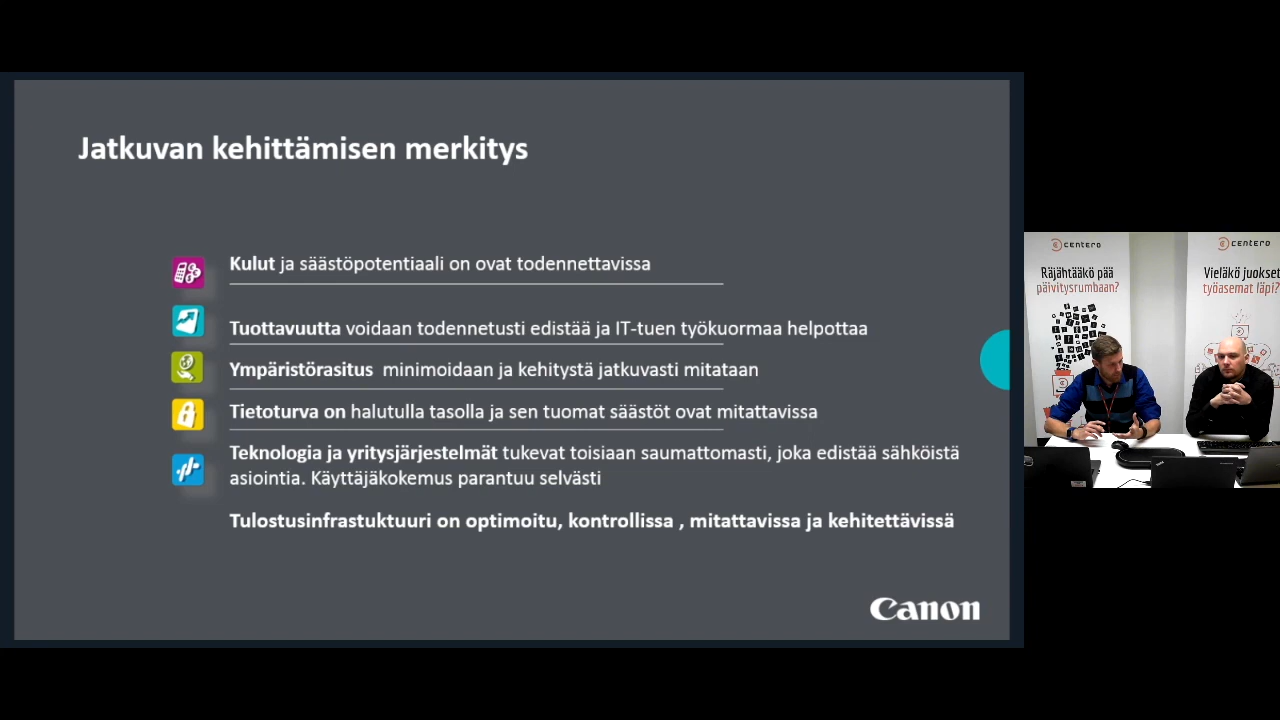 Jatkuvan kehittämisen merkitys
Kulut ja säästöpotentiaali on ovat todennettavissa
Tuottavuutta voidaan todennetusti edistää ja IT-tuen työkuormaa helpottaa
Ympäristörasitus minimoidaan ja kehitystä jatkuvasti mitataan
Tietoturva on halutulla tasolla ja sen tuomat säästöt ovat mitattavissa
Teknologia ja yritysjärjestelmät tukevat toisiaan saumattomasti, joka edistää sähköistä
asiointia. Käyttäjäkokemus parantuu selvästi
Tulostusinfrastuktuuri on optimoitu, kontrollissa , mitattavissa ja kehitettävissä
Canon
centero
Räjähtääkö pää
päivitysrumbaan?
centero
Vieläkö juokset
työasemat läpi?